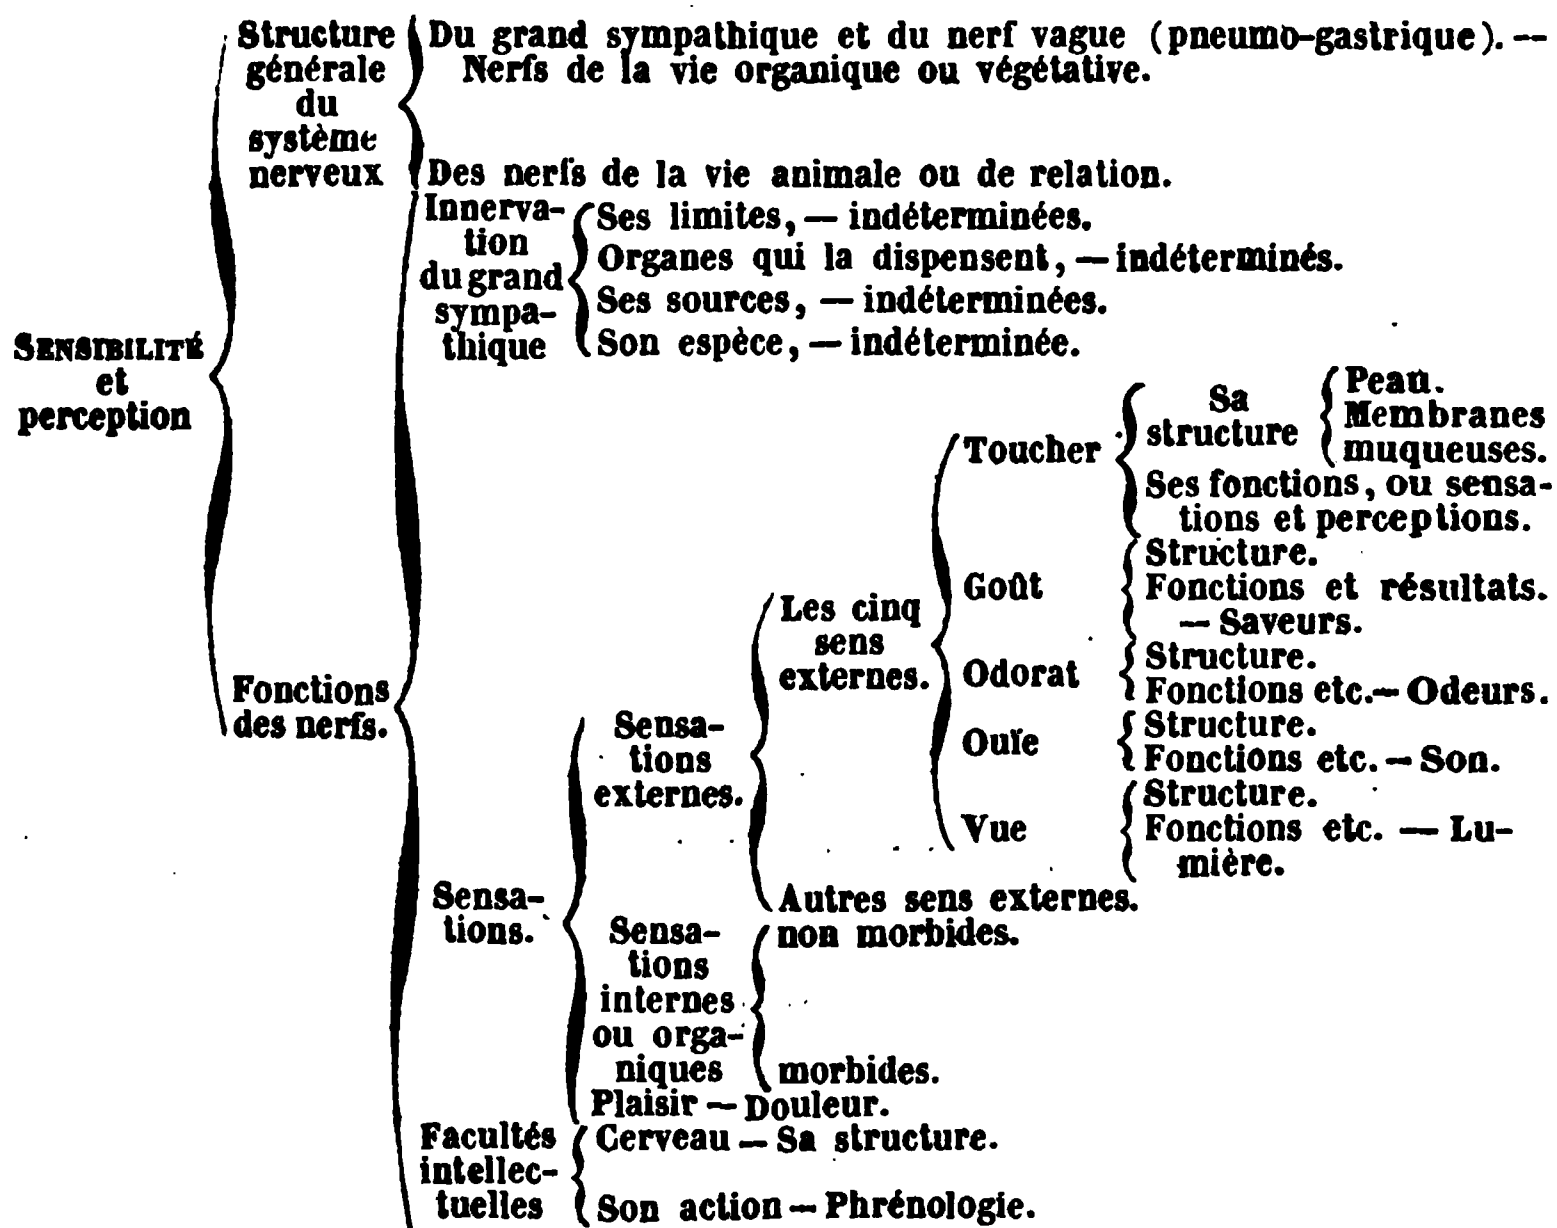 SENSIBILITÉ
et
perception
Structure
générale
du
système
nerveux
Du grand sympathique et du nerf vague (pneumo-gastrique). —
Nerfs de la vie organique ou végétative.
Des nerfs de la vie animale ou de relation.
Fonctions
des nerfs.
Innerva-
tion
du grand
sympa-
thique
Ses limites, — indéterminées.
Organes qui la dispensent, — indéterminés.
Ses sources, — indéterminées.
Son espèce, — indéterminée.
Sensa-
tions.
Sensa-
tions
externes.
Les cinq
sens
externes.
Toucher
Sa
structure
Peau.
Membranes
muqueuses.
Ses fonctions, ou sensa-
tions et perceptions.
Goût
Structure.
Fonctions et résultats.
— Saveurs.
Odorat
Structure.
Fonctions etc. — Odeurs.
Ouïe
Structure.
Fonctions etc. — Son.
Vue
Structure.
Fonctions etc. — Lu-
mière.
Autres sens externes.
Sensa-
tions
internes
ou orga-
niques
non morbides.
morbides.
Plaisir — Douleur.
Facultés
intellec-
tuelles
Cerveau — Sa structure.
Son action — Phrénologie.